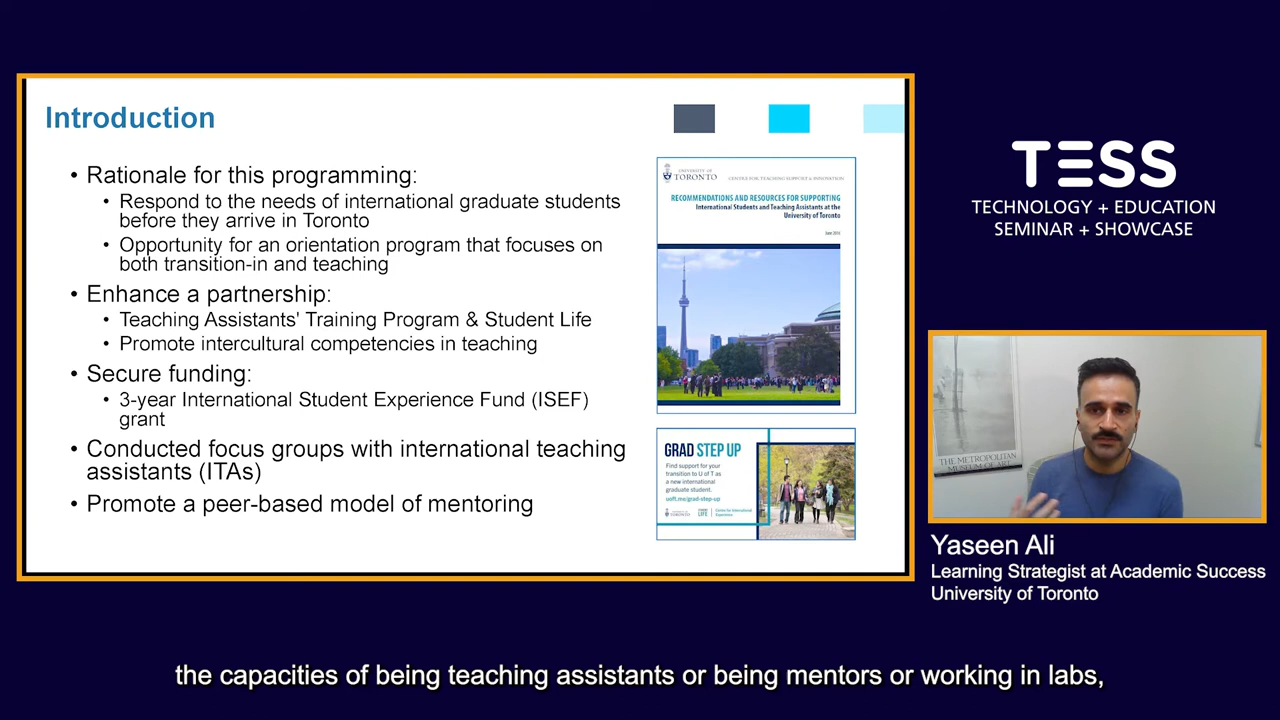 Introduction
• Rationale for this programming:
• Respond to the needs of international graduate students
before they arrive in Toronto
• Opportunity for an orientation program that focuses on
both transition-in and teaching
• Enhance a partnership:
• Teaching Assistants' Training Program & Student Life
• Promote intercultural competencies in teaching
• Secure funding:
• 3-year International Student Experience Fund (ISEF)
grant
• Conducted focus groups with international teaching
assistants (ITAs)
• Promote a peer-based model of mentoring
UNIVERSITY OF
TORONTO
CENTRE FOR TEACHING SUPPORT & INNOVATION
RECOMMENDATIONS AND RESOURCES FOR SUPPORTING
International Students and Teaching Assistants at the
University of Toronto
GRAD STEP UP
Find support for your
transition to U of T as
a new international
graduate student.
uoft.me/grad-step-up
TORONTO
LIFE
Centre for International
Experience
TESS
TECHNOLOGY + EDUCATION
SEMINAR + SHOWCASE
THE METROPOLITAN
MUSEUM OF ART
Yaseen Ali
Learning Strategist at Academic Success
University of Toronto
the capacities of being teaching assistants or being mentors or working in labs,